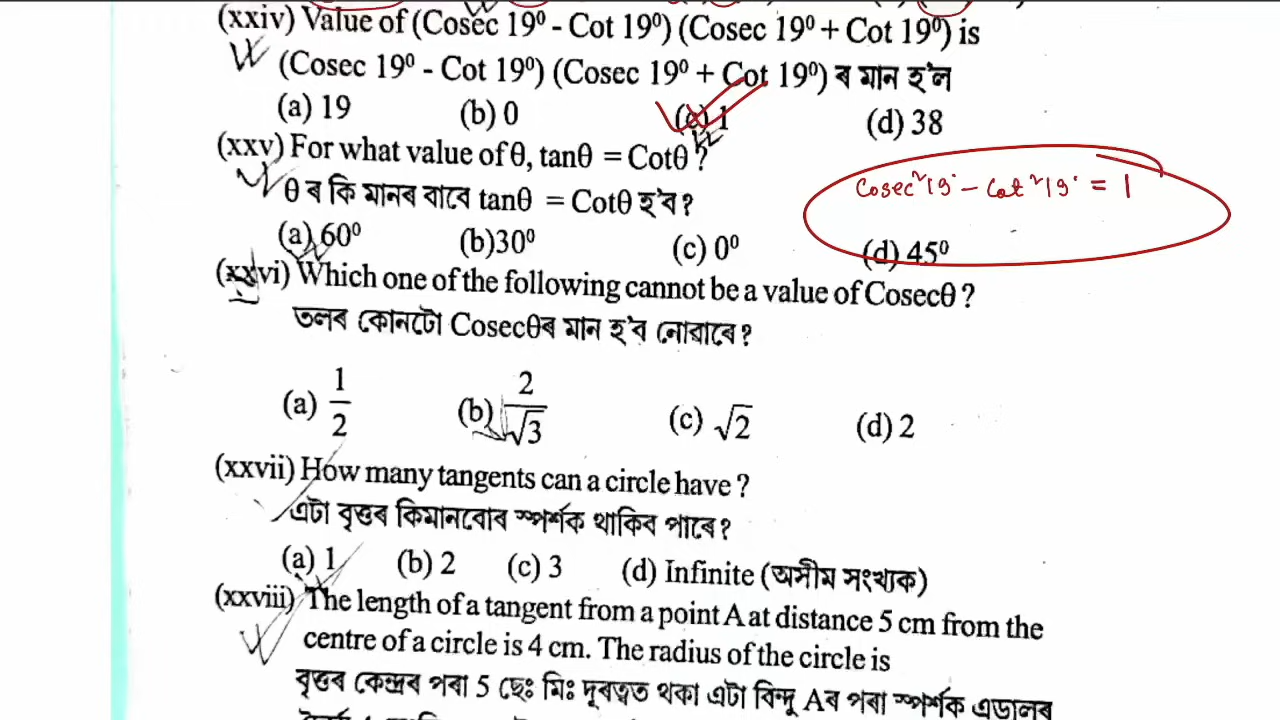 (xxiv) Value of (Cosec 19⁰ - Cot 19⁰) (Cosec 19⁰ + Cot 19⁰) is
(Cosec 19⁰ - Cot 19⁰) (Cosec 19⁰ + Cot 19⁰) ৰ মান হ'ল
(a) 19 (b) 0 (c) 1 (d) 38
(xxv) For what value of θ, tanθ = Cotθ ?
Cosec²19° - Cot²19° = 1
θ ৰ কি মানৰ বাবে tanθ = Cotθ হ'ব?
(a) 60⁰ (b)30⁰ (c) 0⁰ (d) 45⁰
(xxvi) Which one of the following cannot be a value of Cosecθ ?
তলৰ কোনটো Cosecθৰ মান হ'ব নোৱাৰে?
(a) 1/2 (b) 2/√3 (c) √2 (d) 2
(xxvii) How many tangents can a circle have ?
এটা বৃত্তৰ কিমানবোৰ স্পৰ্শক থাকিব পাৰে?
(a) 1 (b) 2 (c) 3 (d) Infinite (অসীম সংখ্যক)
(xxviii) The length of a tangent from a point A at distance 5 cm from the
centre of a circle is 4 cm. The radius of the circle is
বৃত্তৰ কেন্দ্ৰৰ পৰা 5 ছেঃ মিঃ দূৰত্বত থকা এটা বিন্দু Aৰ পৰা স্পৰ্শক এডালৰ